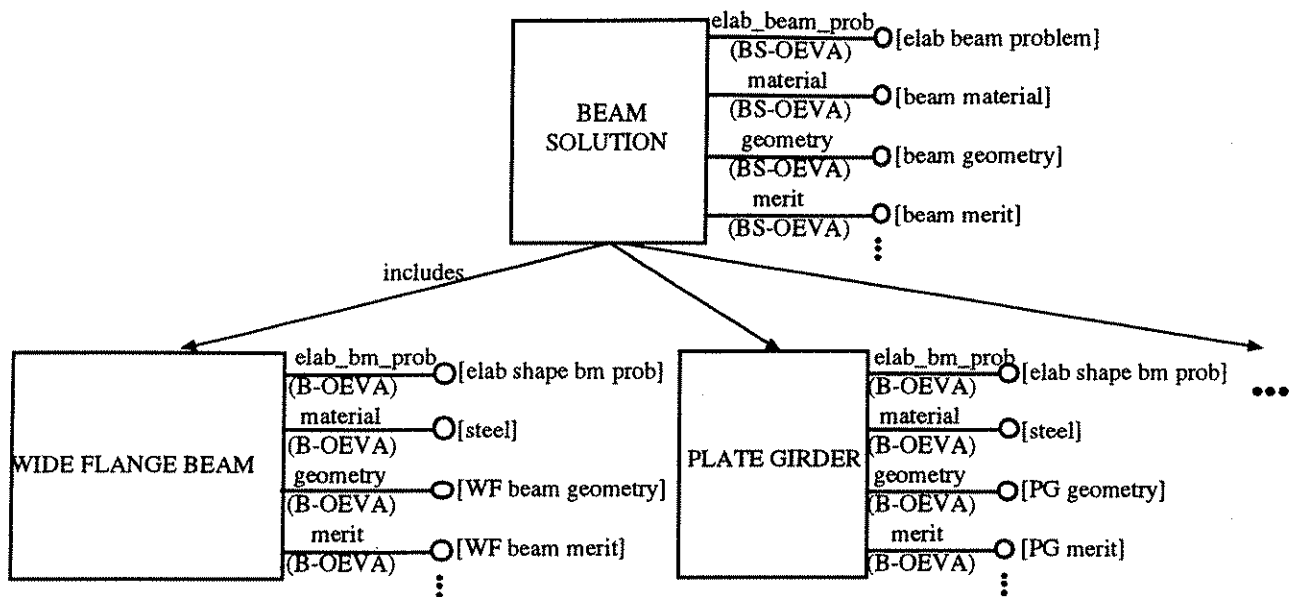 elab_beam_prob
(BS-OEVA)
[elab beam problem]
material
(BS-OEVA)
[beam material]
BEAM
SOLUTION
geometry
(BS-OEVA)
[beam geometry]
merit
(BS-OEVA)
[beam merit]
includes
WIDE FLANGE BEAM
elab_bm_prob
(B-OEVA)
[elab shape bm prob]
material
(B-OEVA)
[steel]
geometry
(B-OEVA)
[WF beam geometry]
merit
(B-OEVA)
[WF beam merit]
PLATE GIRDER
elab_bm_prob
(B-OEVA)
[elab shape bm prob]
material
(B-OEVA)
[steel]
geometry
(B-OEVA)
[PG geometry]
merit
(B-OEVA)
[PG merit]